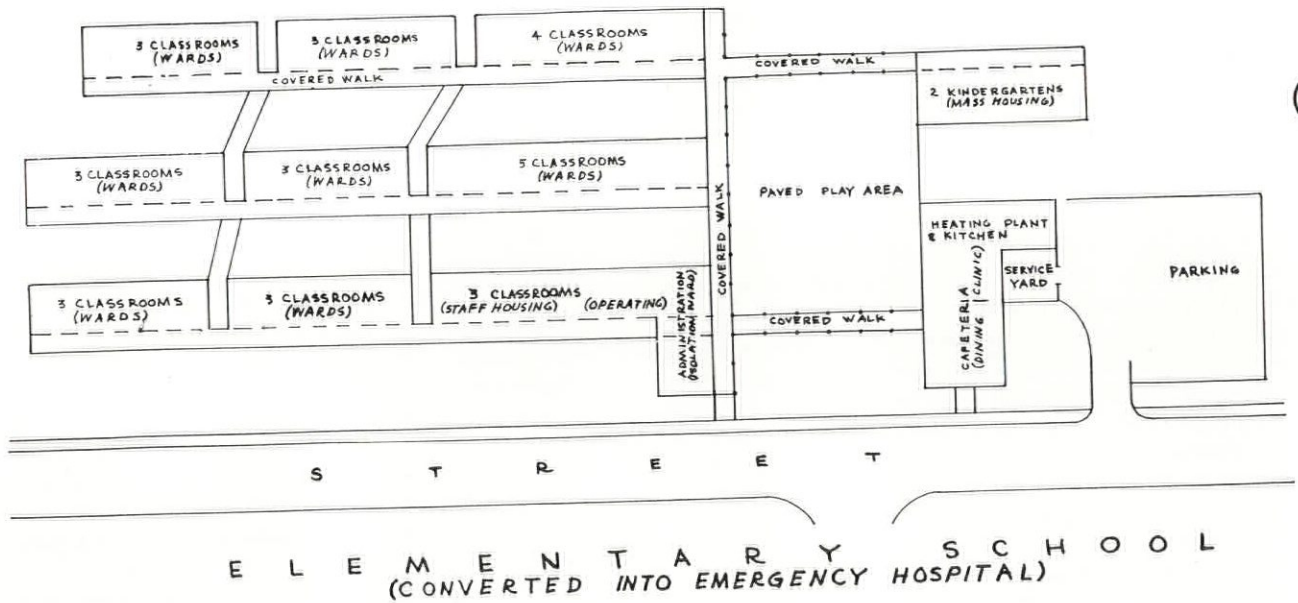 3 CLASSROOMS
(WARDS)
3 CLASSROOMS
(WARDS)
4 CLASSROOMS
(WARDS)
COVERED WALK
COVERED WALK
2 KINDERGARTENS
(MASS HOUSING)
3 CLASSROOMS
(WARDS)
3 CLASSROOMS
(WARDS)
5 CLASSROOMS
(WARDS)
COVERED WALK
PAVED PLAY AREA
HEATING PLANT
& KITCHEN
SERVICE
YARD
PARKING
3 CLASSROOMS
(WARDS)
3 CLASSROOMS
(WARDS)
3 CLASSROOMS
(STAFF HOUSING) (OPERATING)
ADMINISTRATION
(ISOLATION WARD)
COVERED WALK
CAFETERIA
(DINING | CLINIC)
STREET
ELEMENTARY SCHOOL
(CONVERTED INTO EMERGENCY HOSPITAL)